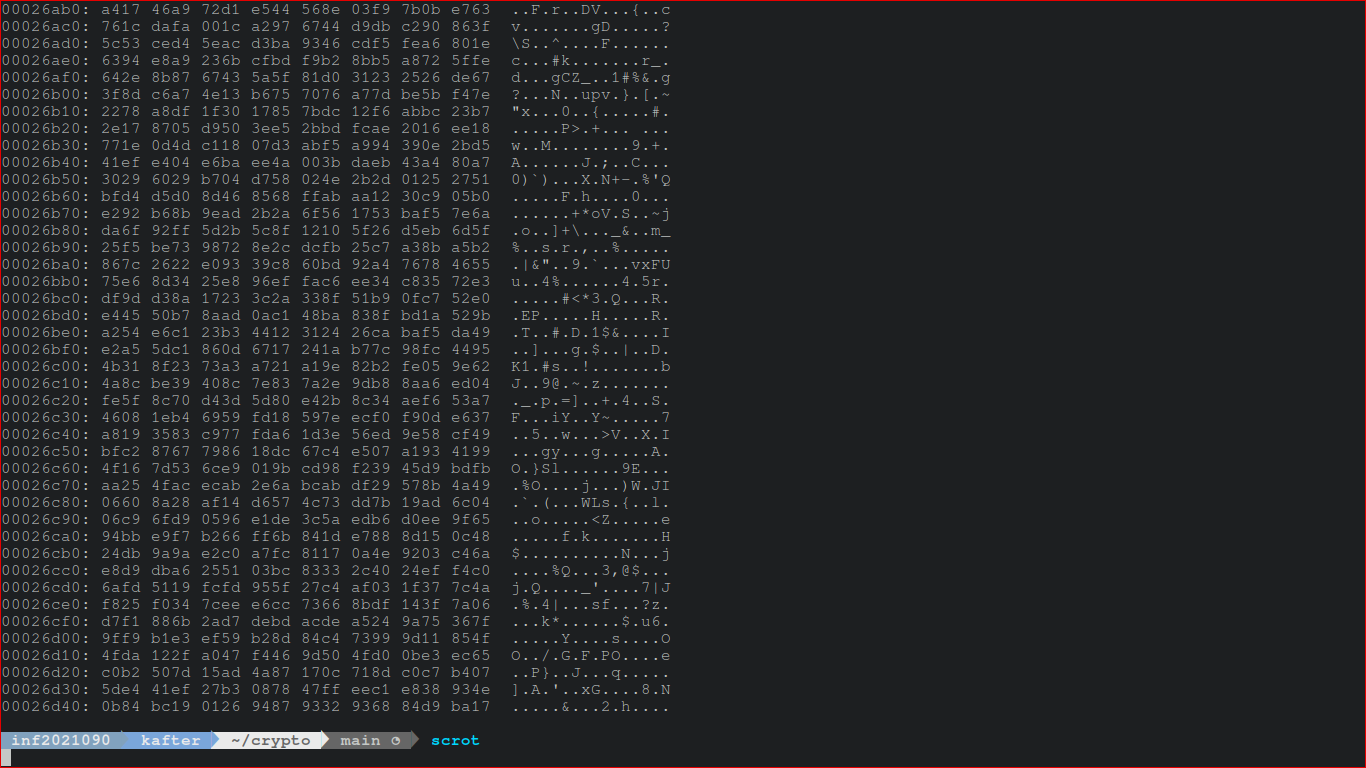 00026ab0: a417 46a9 72d1 e544 568e 03f9 7b0b e763  ..F.r..DV...{..c
00026ac0: 761c dafa 001c a297 6744 d9db c290 863f  v.......gD.....?
00026ad0: 5c53 ced4 5eac d3ba 9346 cdf5 fea6 801e  \S..^....F......
00026ae0: 6394 e8a9 236b cfbd f9b2 8bb5 a872 5ffe  c...#k.......r_.
00026af0: 642e 8b87 6743 5a5f 81d0 3123 2526 de67  d...gCZ_..1#%&.g
00026b00: 3f8d c6a7 4e13 b675 7076 a77d be5b f47e  ?...N..upv.}.[.~
00026b10: 2278 a8df 1f30 1785 7bdc 12f6 abbc 23b7  "x...0..{.....#.
00026b20: 2e17 8705 d950 3ee5 2bbd fcae 2016 ee18  .....P>.+... ...
00026b30: 771e 0d4d c118 07d3 abf5 a994 390e 2bd5  w..M........9.+.
00026b40: 41ef e404 e6ba ee4a 003b daeb 43a4 80a7  A......J.;..C...
00026b50: 3029 6029 b704 d758 024e 2b2d 0125 2751  0)`)...X.N+-.%'Q
00026b60: bfd4 d5d0 8d46 8568 ffab aa12 30c9 05b0  .....F.h....0...
00026b70: e292 b68b 9ead 2b2a 6f56 1753 baf5 7e6a  ......+*oV.S..~j
00026b80: da6f 92ff 5d2b 5c8f 1210 5f26 d5eb 6d5f  .o..]+\..._&..m_
00026b90: 25f5 be73 9872 8e2c dcfb 25c7 a38b a5b2  %..s.r.,..%.....
00026ba0: 867c 2622 e093 39c8 60bd 92a4 7678 4655  .|&"..9.`...vxFU
00026bb0: 75e6 8d34 25e8 96ef fac6 ee34 c835 72e3  u..4%......4.5r.
00026bc0: df9d d38a 1723 3c2a 338f 51b9 0fc7 52e0  .....#<*3.Q...R.
00026bd0: e445 50b7 8aad 0ac1 48ba 838f bd1a 529b  .EP.....H.....R.
00026be0: a254 e6c1 23b3 4412 3124 26ca baf5 da49  .T..#.D.1$&....I
00026bf0: e2a5 5dc1 860d 6717 241a b77c 98fc 4495  ..]...g.$..|..D.
00026c00: 4b31 8f23 73a3 a721 a19e 82b2 fe05 9e62  K1.#s..!.......b
00026c10: 4a8c be39 408c 7e83 7a2e 9db8 8aa6 ed04  J..9@.~.z.......
00026c20: fe5f 8c70 d43d 5d80 e42b 8c34 aef6 53a7  ._.p.=]..+.4..S.
00026c30: 4608 1eb4 6959 fd18 597e ecf0 f90d e637  F...iY..Y~.....7
00026c40: a819 3583 c977 fda6 1d3e 56ed 9e58 cf49  ..5..w...>V..X.I
00026c50: bfc2 8767 7986 18dc 67c4 e507 a193 4199  ...gy...g.....A.
00026c60: 4f16 7d53 6ce9 019b cd98 f239 45d9 bdfb  O.}Sl......9E...
00026c70: aa25 4fac ecab 2e6a bcab df29 578b 4a49  .%O....j...)W.JI
00026c80: 0660 8a28 af14 d657 4c73 dd7b 19ad 6c04  .`.(...WLs.{..l.
00026c90: 06c9 6fd9 0596 e1de 3c5a edb6 d0ee 9f65  ..o.....<Z.....e
00026ca0: 94bb e9f7 b266 ff6b 841d e788 8d15 0c48  .....f.k.......H
00026cb0: 24db 9a9a e2c0 a7fc 8117 0a4e 9203 c46a  $..........N...j
00026cc0: e8d9 dba6 2551 03bc 8333 2c40 24ef f4c0  ....%Q...3,@$...
00026cd0: 6afd 5119 fcfd 955f 27c4 af03 1f37 7c4a  j.Q...._'....7|J
00026ce0: f825 f034 7cee e6cc 7366 8bdf 143f 7a06  .%.4|...sf...?z.
00026cf0: d7f1 886b 2ad7 debd acde a524 9a75 367f  ...k*......$.u6.
00026d00: 9ff9 b1e3 ef59 b28d 84c4 7399 9d11 854f  .....Y....s....O
00026d10: 4fda 122f a047 f446 9d50 4fd0 0be3 ec65  O../.G.F.PO....e
00026d20: c0b2 507d 15ad 4a87 170c 718d c0c7 b407  ..P}..J...q.....
00026d30: 5de4 41ef 27b3 0878 47ff eec1 e838 934e  ].A.'..xG....8.N
00026d40: 0b84 bc19 0126 9487 9332 9368 84d9 ba17  .....&...2.h....
inf2021090 kafter ~/crypto main ◔ scrot